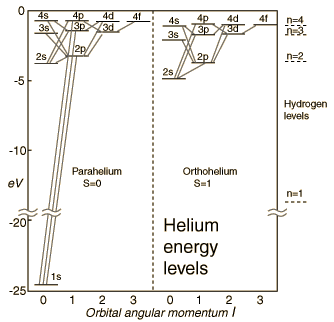 0
4s 4p 4d 4f 4s 4p 4d 4f n=4
3s 3p 3d 3s 3p 3d n=3
2s 2p 2s 2p n=2
-5
Hydrogen
levels
-10
-15
eV
Parahelium
S=0
Orthohelium
S=1
n=1
-20
Helium
energy
levels
1s
-25
0 1 2 3 0 1 2 3
Orbital angular momentum l